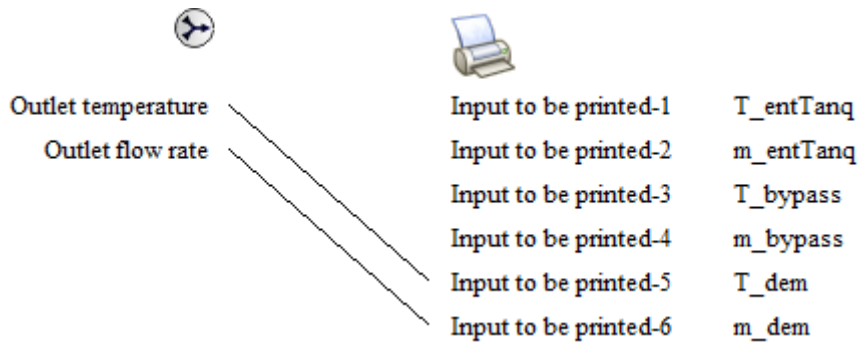 Outlet temperature Input to be printed-1 T_entTanq
Outlet flow rate Input to be printed-2 m_entTanq
Input to be printed-3 T_bypass
Input to be printed-4 m_bypass
Input to be printed-5 T_dem
Input to be printed-6 m_dem